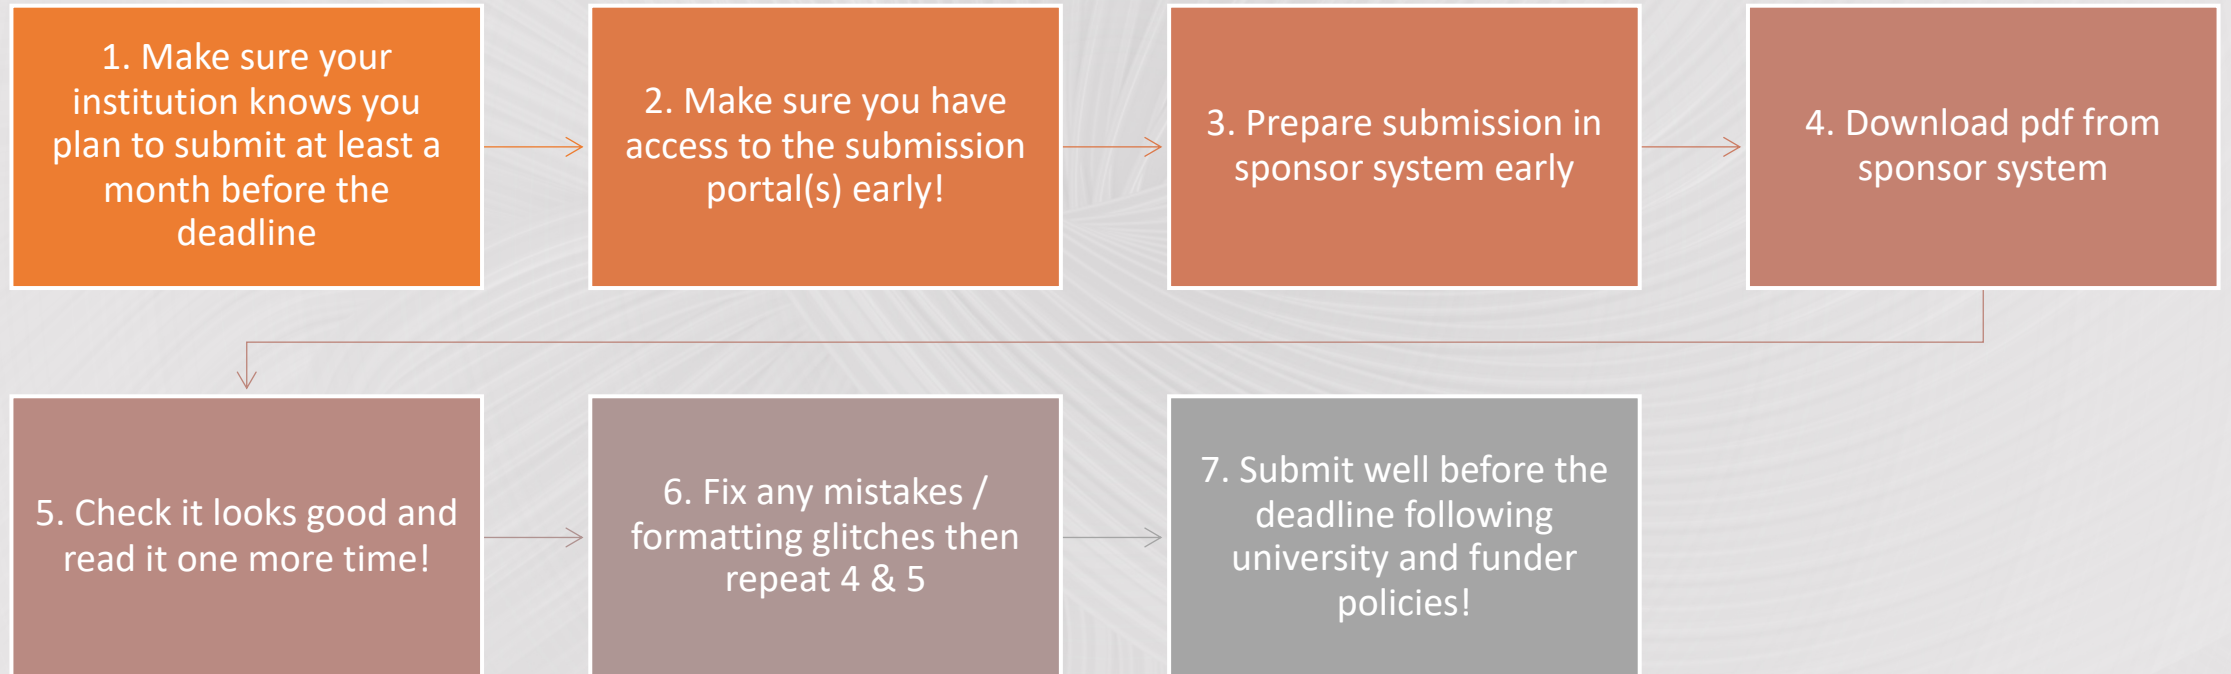 1. Make sure your
institution knows you
plan to submit at least a
month before the
deadline
2. Make sure you have
access to the submission
portal(s) early!
3. Prepare submission in
sponsor system early
4. Download pdf from
sponsor system
5. Check it looks good and
read it one more time!
6. Fix any mistakes /
formatting glitches then
repeat 4 & 5
7. Submit well before the
deadline following
university and funder
policies!